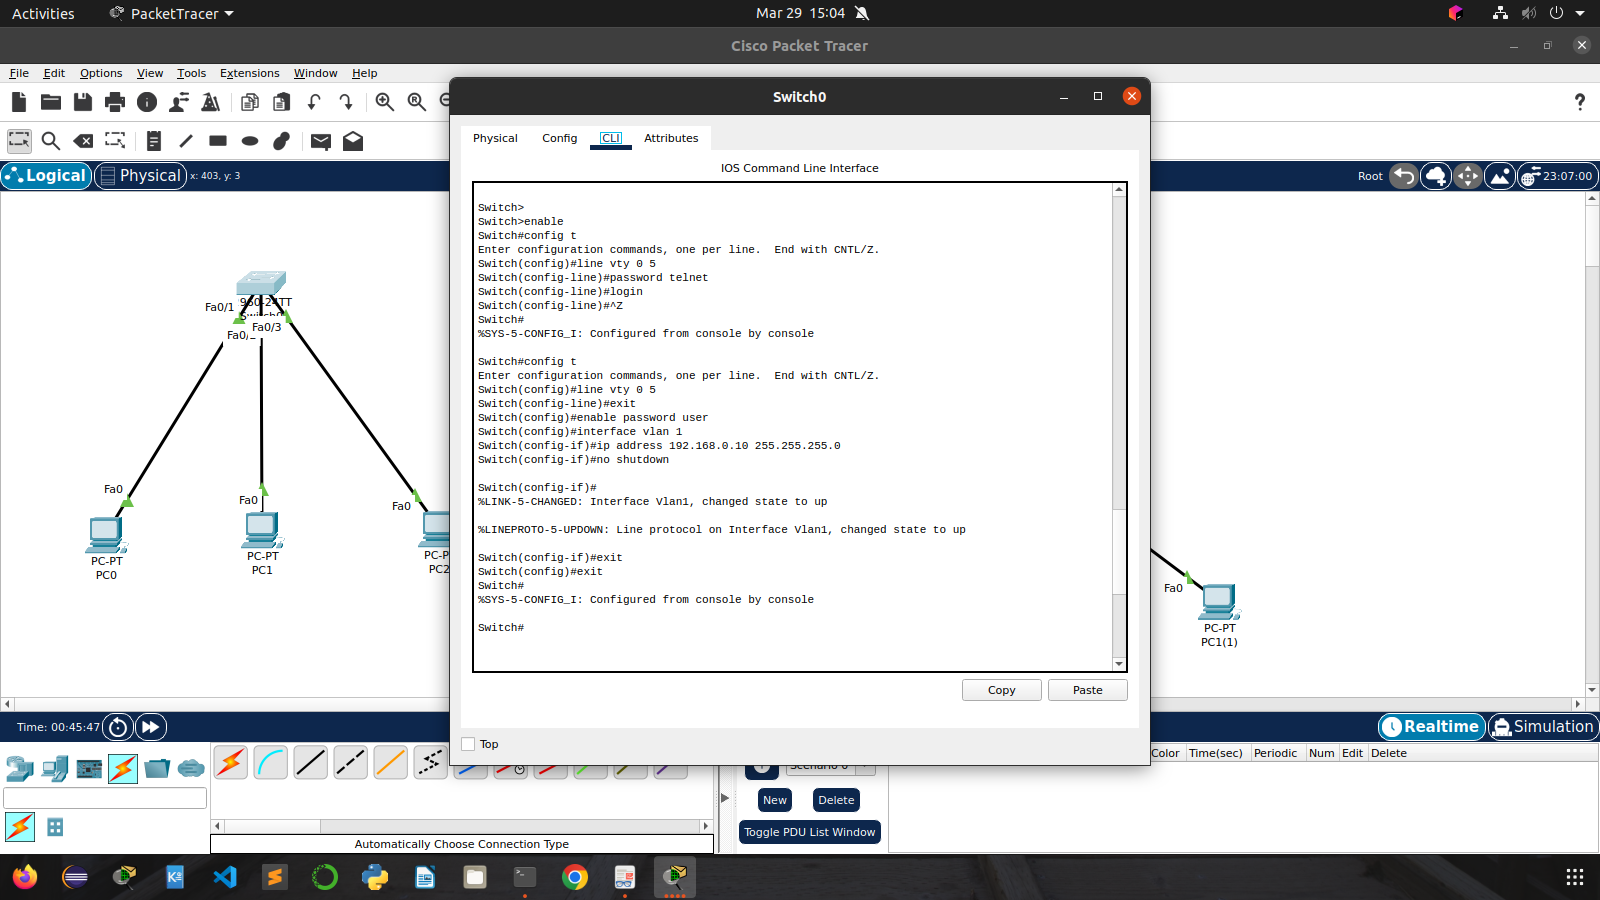 Activities
PacketTracer
Mar 29 15:04
Cisco Packet Tracer
File Edit Options View Tools Extensions Window Help
Switch0
Physical Config CLI Attributes
IOS Command Line Interface
Logical
Physical
x: 403, y: 3
Root
23:07:00
Switch>
Switch>enable
Switch#config t
Enter configuration commands, one per line.  End with CNTL/Z.
Switch(config)#line vty 0 5
Switch(config-line)#password telnet
Switch(config-line)#login
Switch(config-line)#^Z
Switch#
%SYS-5-CONFIG_I: Configured from console by console
Switch#config t
Enter configuration commands, one per line.  End with CNTL/Z.
Switch(config)#line vty 0 5
Switch(config-line)#exit
Switch(config)#enable password user
Switch(config)#interface vlan 1
Switch(config-if)#ip address 192.168.0.10 255.255.255.0
Switch(config-if)#no shutdown
Switch(config-if)#
%LINK-5-CHANGED: Interface Vlan1, changed state to up
%LINEPROTO-5-UPDOWN: Line protocol on Interface Vlan1, changed state to up
Switch(config-if)#exit
Switch(config)#exit
Switch#
%SYS-5-CONFIG_I: Configured from console by console
Switch#
Copy
Paste
Top
Fa0/1
Fa0/3
Fa0
Fa0
Fa0
PC-PT
PC0
PC-PT
PC1
PC2
Fa0
PC-PT
PC1(1)
Time: 00:45:47
Realtime
Simulation
Color Time(sec) Periodic Num Edit Delete
New
Delete
Toggle PDU List Window
Automatically Choose Connection Type